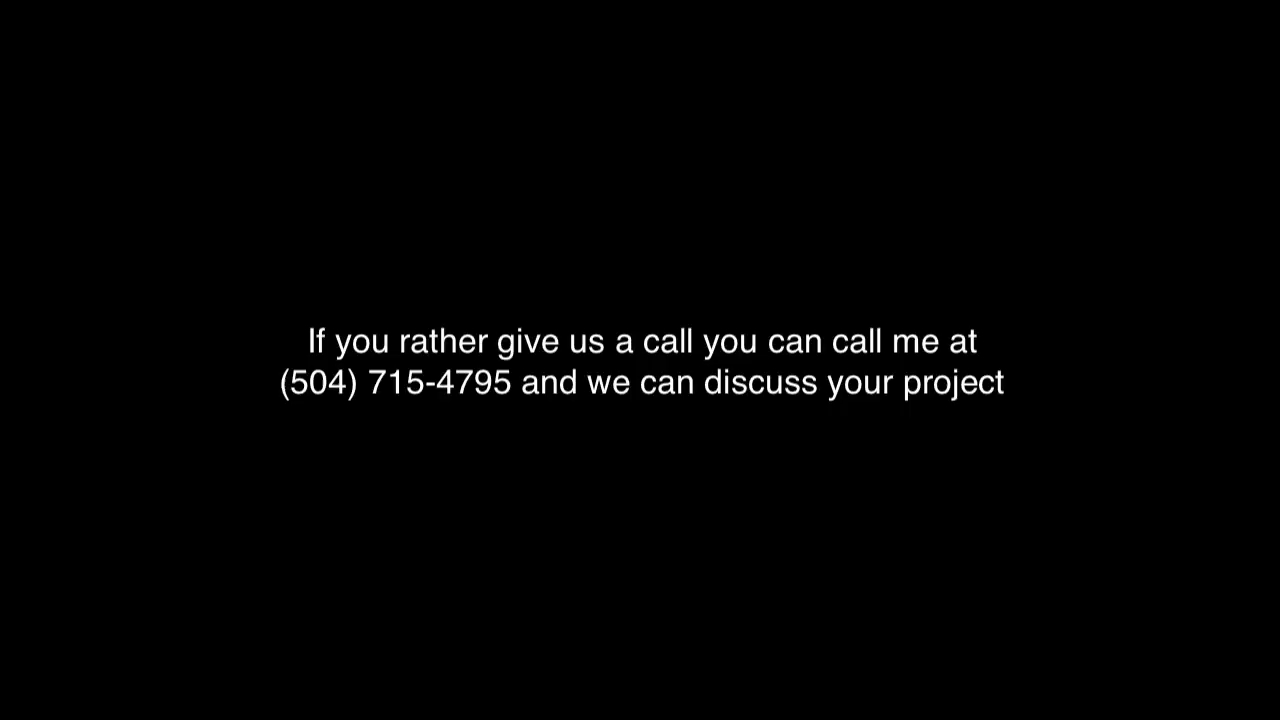 If you rather give us a call you can call me at
(504) 715-4795 and we can discuss your project